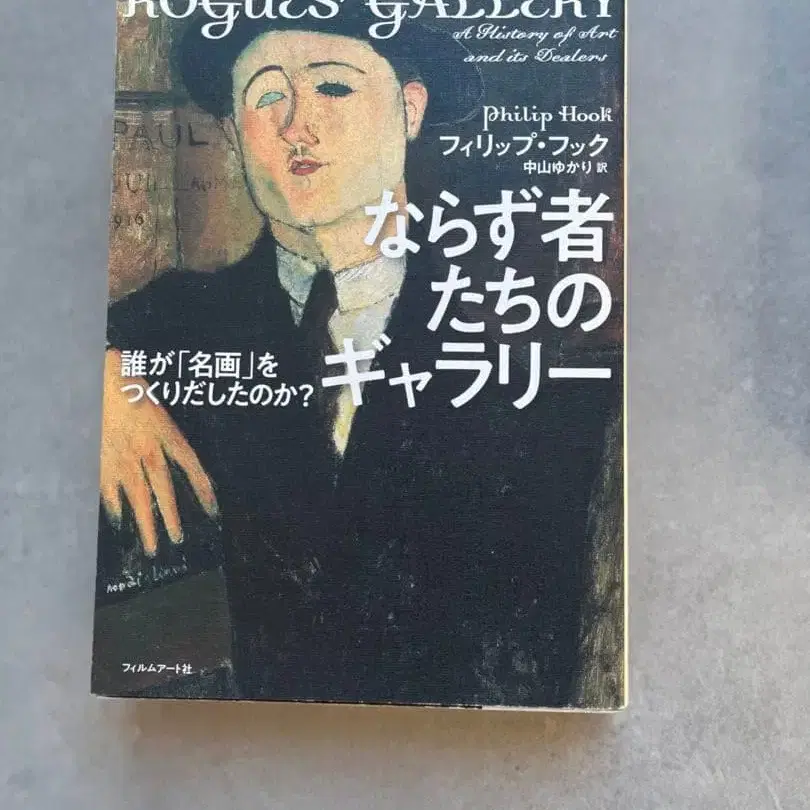 ROGUES' GALLERY
A History of Art
and its Dealers
Philip Hook
フィリップ・フック
中山ゆかり 訳
PAUL
1916
ならず者
たちの
ギャラリー
誰が「名画」を
つくりだしたのか?
modigliani
フィルムアート社